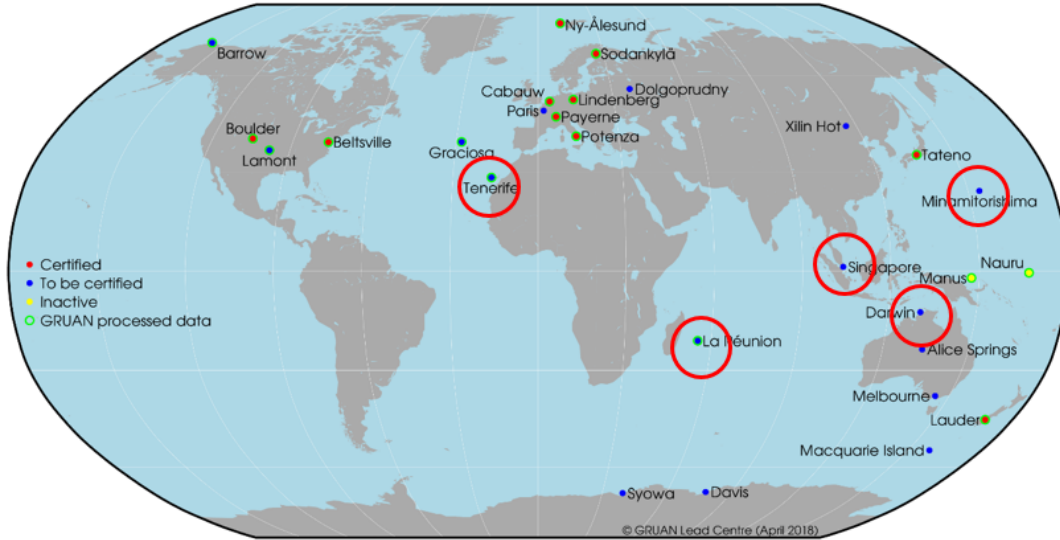 Ny-Ålesund
Barrow
Sodankylä
Cabauw
Dolgoprudny
Lindenberg
Paris
Payerne
Boulder
Beltsville
Potenza
Xilin Hot
Lamont
Graciosa
Tateno
Tenerife
Minamitorishima
Certified
To be certified
Inactive
GRUAN processed data
Singapore
Nauru
Manus
Darwin
La Réunion
Alice Springs
Melbourne
Lauder
Macquarie Island
Syowa
Davis
© GRUAN Lead Centre (April 2018)